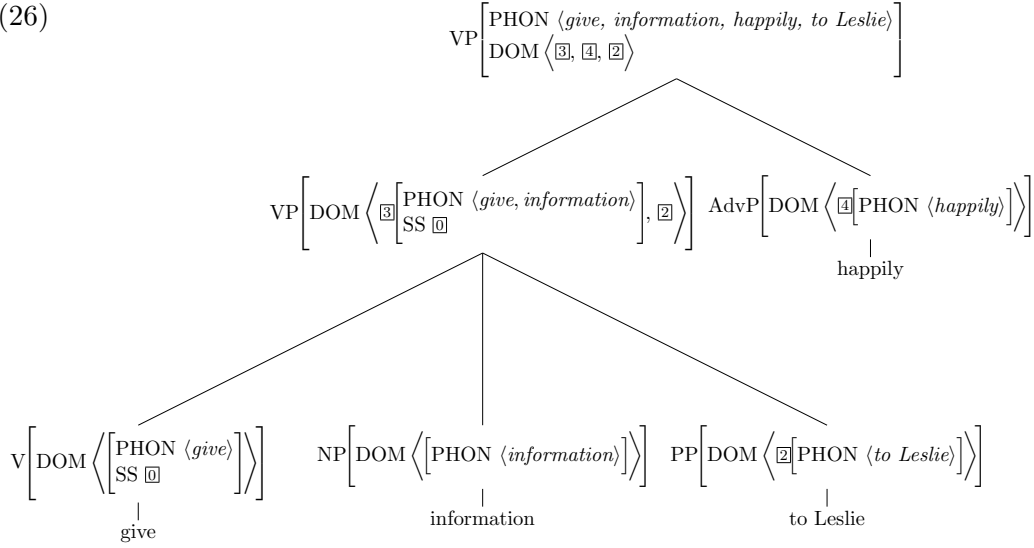 (26)
VP[PHON ⟨give, information, happily, to Leslie⟩
DOM ⟨[3], [4], [2]⟩]
VP[DOM ⟨[3][PHON ⟨give, information⟩ SS [0]], [2]⟩] AdvP[DOM ⟨[4][PHON ⟨happily⟩]⟩]
happily
V[DOM ⟨[PHON ⟨give⟩ SS [0]]⟩] NP[DOM ⟨[PHON ⟨information⟩]⟩] PP[DOM ⟨[2][PHON ⟨to Leslie⟩]⟩]
give information to Leslie